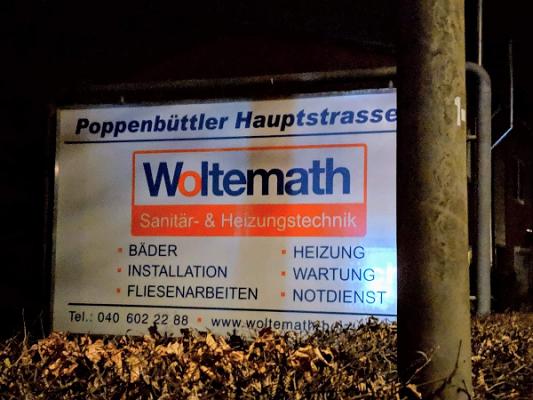 Poppenbüttler Hauptstrasse
Woltemath
Sanitär- & Heizungstechnik
▪ BÄDER ▪ HEIZUNG
▪ INSTALLATION ▪ WARTUNG
▪ FLIESENARBEITEN ▪ NOTDIENST
Tel.: 040 602 22 88 ▪